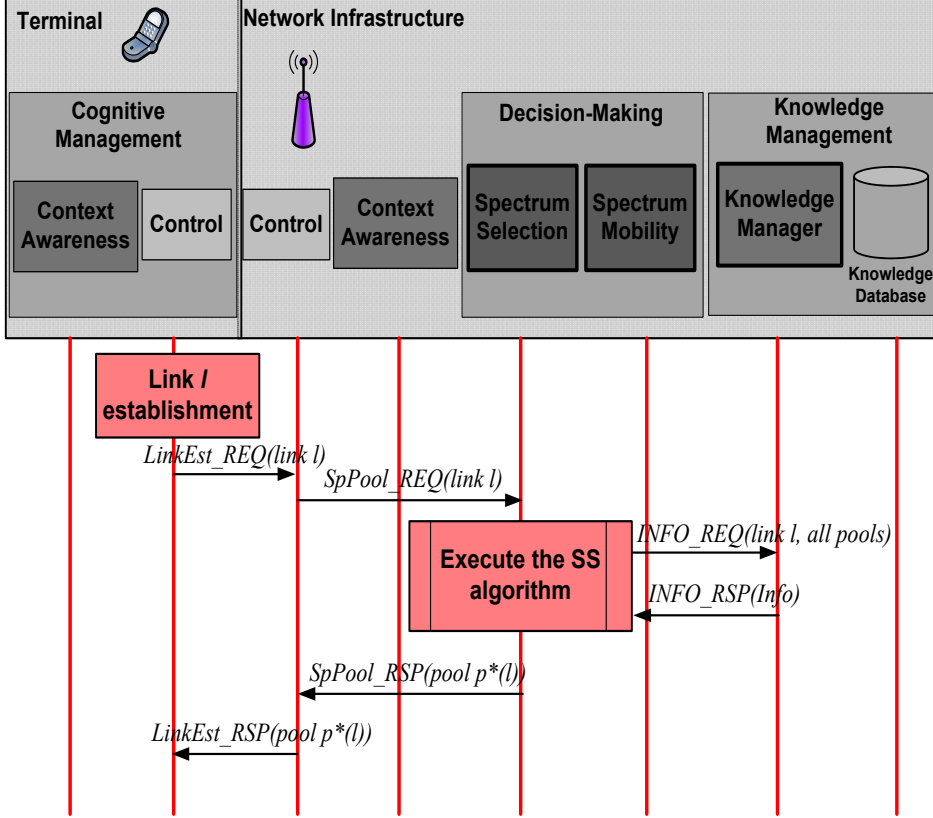 Terminal
Network Infrastructure
Cognitive
Management
Context
Awareness
Control
Control
Context
Awareness
Decision-Making
Spectrum
Selection
Spectrum
Mobility
Knowledge
Management
Knowledge
Manager
Knowledge
Database
Link l
establishment
LinkEst_REQ(link l)
SpPool_REQ(link l)
Execute the SS
algorithm
INFO_REQ(link l, all pools)
INFO_RSP(Info)
SpPool_RSP(pool p*(l))
LinkEst_RSP(pool p*(l))